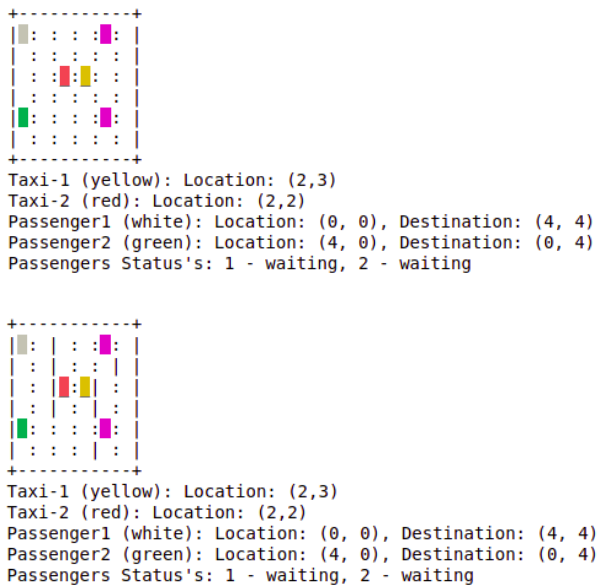 +-----------+
| : : : : : |
| : : : : : |
| : : : : : |
| : : : : : |
| : : : : : |
| : : : : : |
+-----------+
Taxi-1 (yellow): Location: (2,3)
Taxi-2 (red): Location: (2,2)
Passenger1 (white): Location: (0, 0), Destination: (4, 4)
Passenger2 (green): Location: (4, 0), Destination: (0, 4)
Passengers Status's: 1 - waiting, 2 - waiting
+-----------+
| : | : : : |
| : | : : | |
| : | : | : |
| : | : | : |
| : : : : : |
| : : : | : |
+-----------+
Taxi-1 (yellow): Location: (2,3)
Taxi-2 (red): Location: (2,2)
Passenger1 (white): Location: (0, 0), Destination: (4, 4)
Passenger2 (green): Location: (4, 0), Destination: (0, 4)
Passengers Status's: 1 - waiting, 2 - waiting